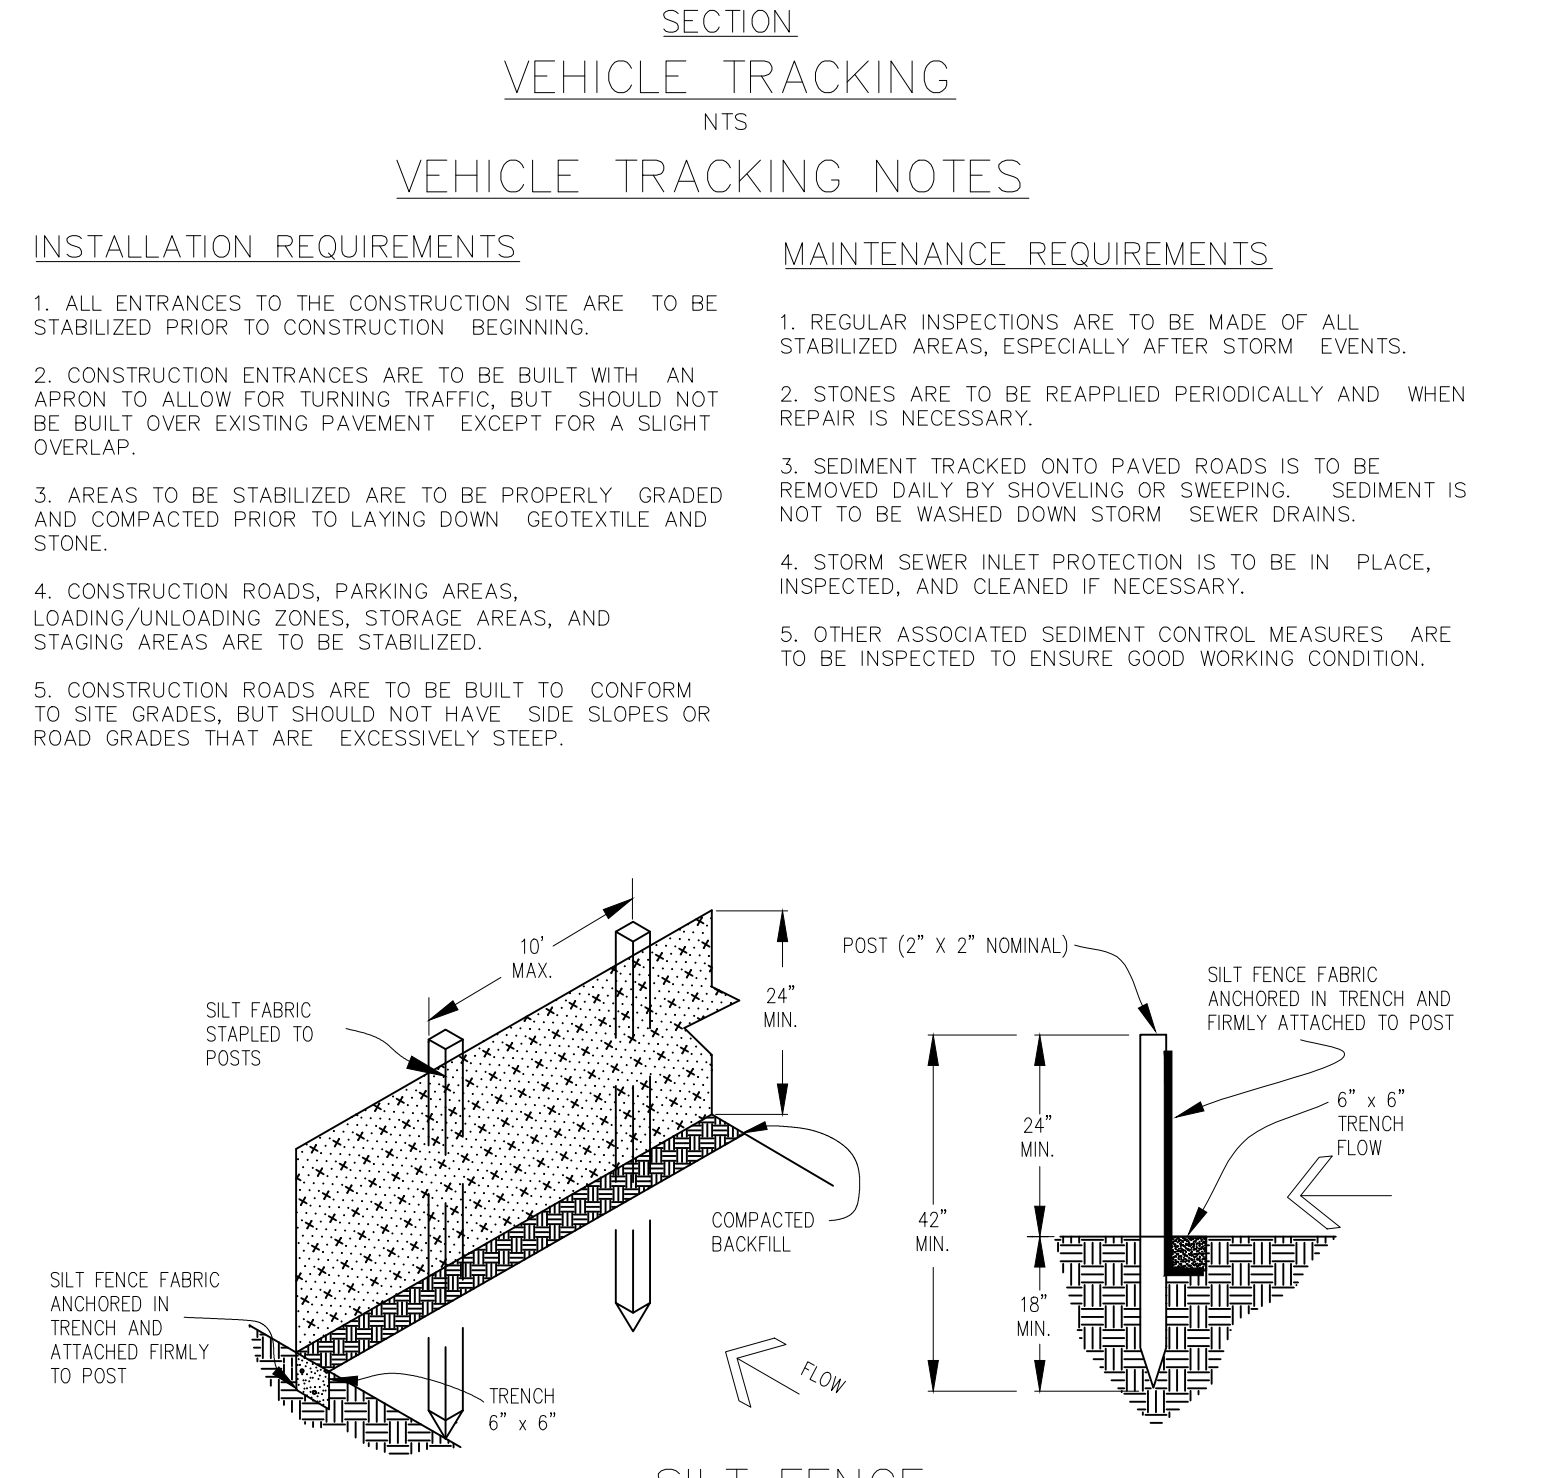 SECTION
VEHICLE TRACKING
NTS
VEHICLE TRACKING NOTES
INSTALLATION REQUIREMENTS
1. ALL ENTRANCES TO THE CONSTRUCTION SITE ARE TO BE
STABILIZED PRIOR TO CONSTRUCTION BEGINNING.
2. CONSTRUCTION ENTRANCES ARE TO BE BUILT WITH AN
APRON TO ALLOW FOR TURNING TRAFFIC, BUT SHOULD NOT
BE BUILT OVER EXISTING PAVEMENT EXCEPT FOR A SLIGHT
OVERLAP.
3. AREAS TO BE STABILIZED ARE TO BE PROPERLY GRADED
AND COMPACTED PRIOR TO LAYING DOWN GEOTEXTILE AND
STONE.
4. CONSTRUCTION ROADS, PARKING AREAS,
LOADING/UNLOADING ZONES, STORAGE AREAS, AND
STAGING AREAS ARE TO BE STABILIZED.
5. CONSTRUCTION ROADS ARE TO BE BUILT TO CONFORM
TO SITE GRADES, BUT SHOULD NOT HAVE SIDE SLOPES OR
ROAD GRADES THAT ARE EXCESSIVELY STEEP.
MAINTENANCE REQUIREMENTS
1. REGULAR INSPECTIONS ARE TO BE MADE OF ALL
STABILIZED AREAS, ESPECIALLY AFTER STORM EVENTS.
2. STONES ARE TO BE REAPPLIED PERIODICALLY AND WHEN
REPAIR IS NECESSARY.
3. SEDIMENT TRACKED ONTO PAVED ROADS IS TO BE
REMOVED DAILY BY SHOVELING OR SWEEPING. SEDIMENT IS
NOT TO BE WASHED DOWN STORM SEWER DRAINS.
4. STORM SEWER INLET PROTECTION IS TO BE IN PLACE,
INSPECTED, AND CLEANED IF NECESSARY.
5. OTHER ASSOCIATED SEDIMENT CONTROL MEASURES ARE
TO BE INSPECTED TO ENSURE GOOD WORKING CONDITION.
10'
MAX.
24”
MIN.
SILT FABRIC
STAPLED TO
POSTS
COMPACTED
BACKFILL
SILT FENCE FABRIC
ANCHORED IN
TRENCH AND
ATTACHED FIRMLY
TO POST
TRENCH
6” x 6”
FLOW
POST (2” X 2” NOMINAL)
SILT FENCE FABRIC
ANCHORED IN TRENCH AND
FIRMLY ATTACHED TO POST
6” x 6”
TRENCH
FLOW
24”
MIN.
42”
MIN.
18”
MIN.
SILT FENCE